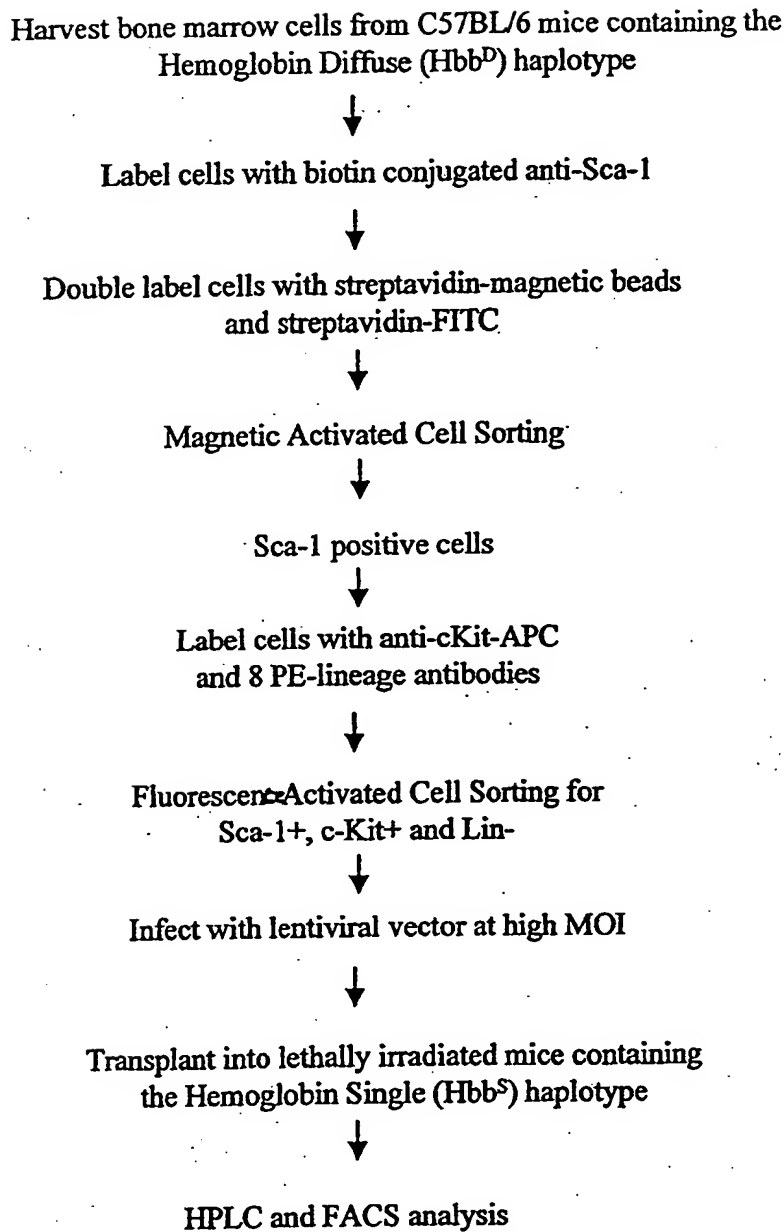 Harvest bone marrow cells from C57BL/6 mice containing the
Hemoglobin Diffuse (Hbbᴰ) haplotype
Label cells with biotin conjugated anti-Sca-1
Double label cells with streptavidin-magnetic beads
and streptavidin-FITC
Magnetic Activated Cell Sorting
Sca-1 positive cells
Label cells with anti-cKit-APC
and 8 PE-lineage antibodies
Activated Cell Sorting for
Sca-1+, c-Kit+ and Lin-
Infect with lentiviral vector at high MOI
Transplant into lethally irradiated mice containing
the Hemoglobin Single (Hbbˢ) haplotype
HPLC and FACS analysis